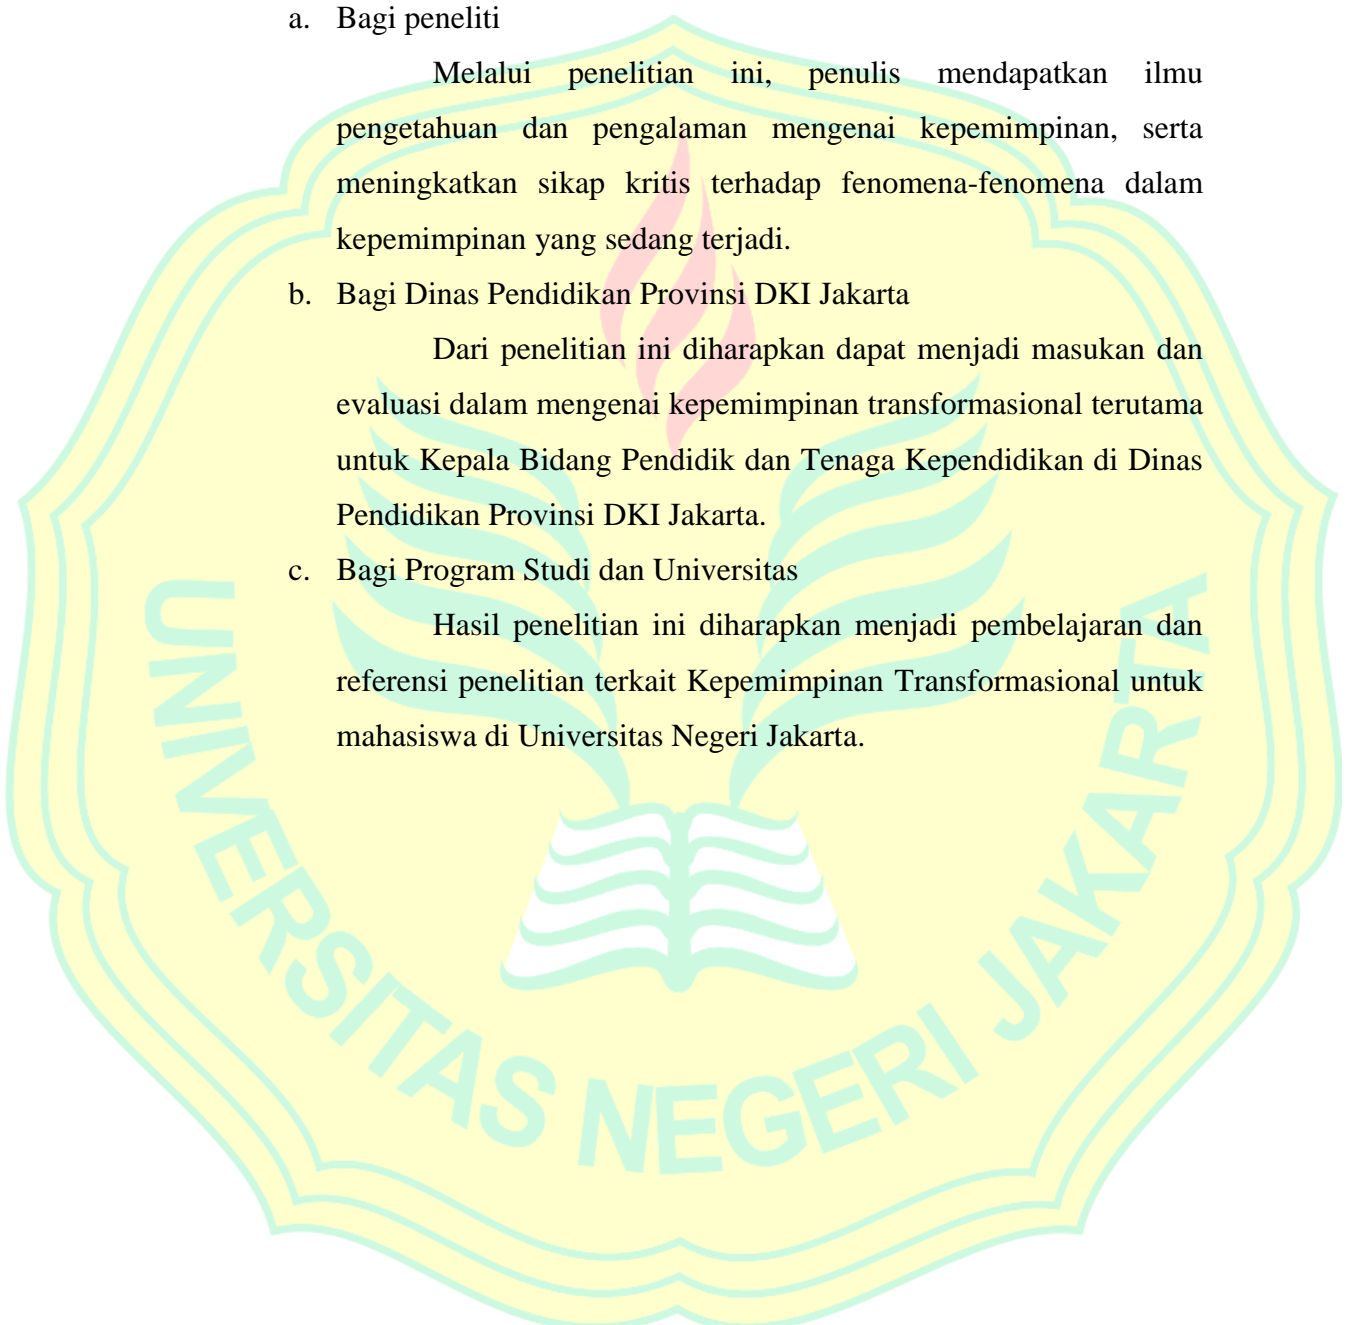 a. Bagi peneliti
Melalui penelitian ini, penulis mendapatkan ilmu
pengetahuan dan pengalaman mengenai kepemimpinan, serta
meningkatkan sikap kritis terhadap fenomena-fenomena dalam
kepemimpinan yang sedang terjadi.
b. Bagi Dinas Pendidikan Provinsi DKI Jakarta
Dari penelitian ini diharapkan dapat menjadi masukan dan
evaluasi dalam mengenai kepemimpinan transformasional terutama
untuk Kepala Bidang Pendidik dan Tenaga Kependidikan di Dinas
Pendidikan Provinsi DKI Jakarta.
c. Bagi Program Studi dan Universitas
Hasil penelitian ini diharapkan menjadi pembelajaran dan
referensi penelitian terkait Kepemimpinan Transformasional untuk
mahasiswa di Universitas Negeri Jakarta.
UNIVERSITAS NEGERI JAKARTA